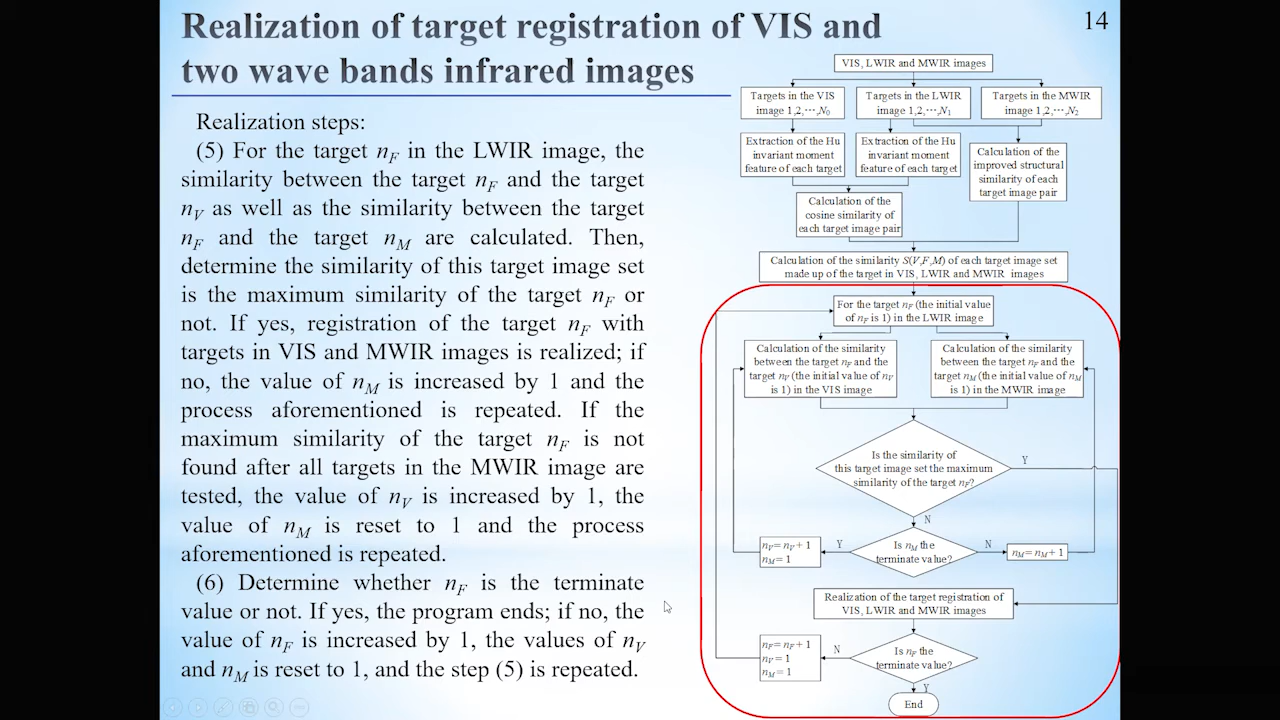 Realization of target registration of VIS and
two wave bands infrared images
14
Realization steps:
(5) For the target nF in the LWIR image, the
similarity between the target nF and the target
nV as well as the similarity between the target
nF and the target nM are calculated. Then,
determine the similarity of this target image set
is the maximum similarity of the target nF or
not. If yes, registration of the target nF with
targets in VIS and MWIR images is realized; if
no, the value of nM is increased by 1 and the
process aforementioned is repeated. If the
maximum similarity of the target nF is not
found after all targets in the MWIR image are
tested, the value of nV is increased by 1, the
value of nM is reset to 1 and the process
aforementioned is repeated.
(6) Determine whether nF is the terminate
value or not. If yes, the program ends; if no, the
value of nF is increased by 1, the values of nV
and nM is reset to 1, and the step (5) is repeated.
VIS, LWIR and MWIR images
Targets in the VIS
image 1,2,···,N0
Targets in the LWIR
image 1,2,···,N1
Targets in the MWIR
image 1,2,···,N2
Extraction of the Hu
invariant moment
feature of each target
Extraction of the Hu
invariant moment
feature of each target
Calculation of the
improved structural
similarity of each
target image pair
Calculation of the
cosine similarity of
each target image pair
Calculation of the similarity S(V,F,M) of each target image set
made up of the target in VIS, LWIR and MWIR images
For the target nF (the initial value
of nF is 1) in the LWIR image
Calculation of the similarity
between the target nF and the
target nV (the initial value of nV
is 1) in the VIS image
Calculation of the similarity
between the target nF and the
target nM (the initial value of nM
is 1) in the MWIR image
Is the similarity of
this target image set the maximum
similarity of the target nF?
Y
N
Is nM the
terminate value?
Y
N
nV=nV+1
nM=1
nM=nM+1
Realization of the target registration of
VIS, LWIR and MWIR images
Is nF the
terminate value?
N
nF=nF+1
nV=1
nM=1
Y
End